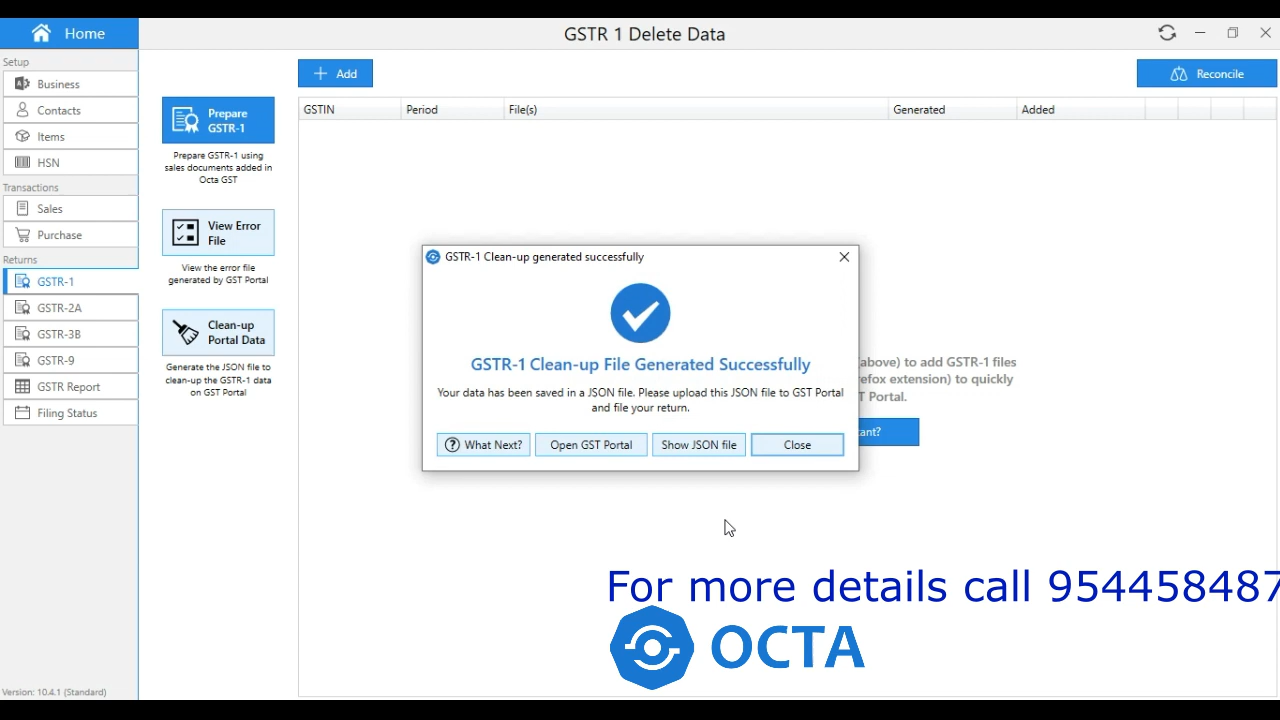 Home
GSTR 1 Delete Data
Setup
Business
Contacts
Items
HSN
Transactions
Sales
Purchase
Returns
GSTR-1
GSTR-2A
GSTR-3B
GSTR-9
GSTR Report
Filing Status
Version: 10.4.1 (Standard)
Prepare
GSTR-1
Prepare GSTR-1 using
sales documents added in
Octa GST
View Error
File
View the error file
generated by GST Portal
Clean-up
Portal Data
Generate the JSON file to
clean-up the GSTR-1 data
on GST Portal
Add
Reconcile
GSTIN Period File(s) Generated Added
(above) to add GSTR-1 files
extension) to quickly
Portal.
GSTR-1 Clean-up generated successfully
GSTR-1 Clean-up File Generated Successfully
Your data has been saved in a JSON file. Please upload this JSON file to GST Portal
and file your return.
What Next? Open GST Portal Show JSON file Close
For more details call 954458487
OCTA